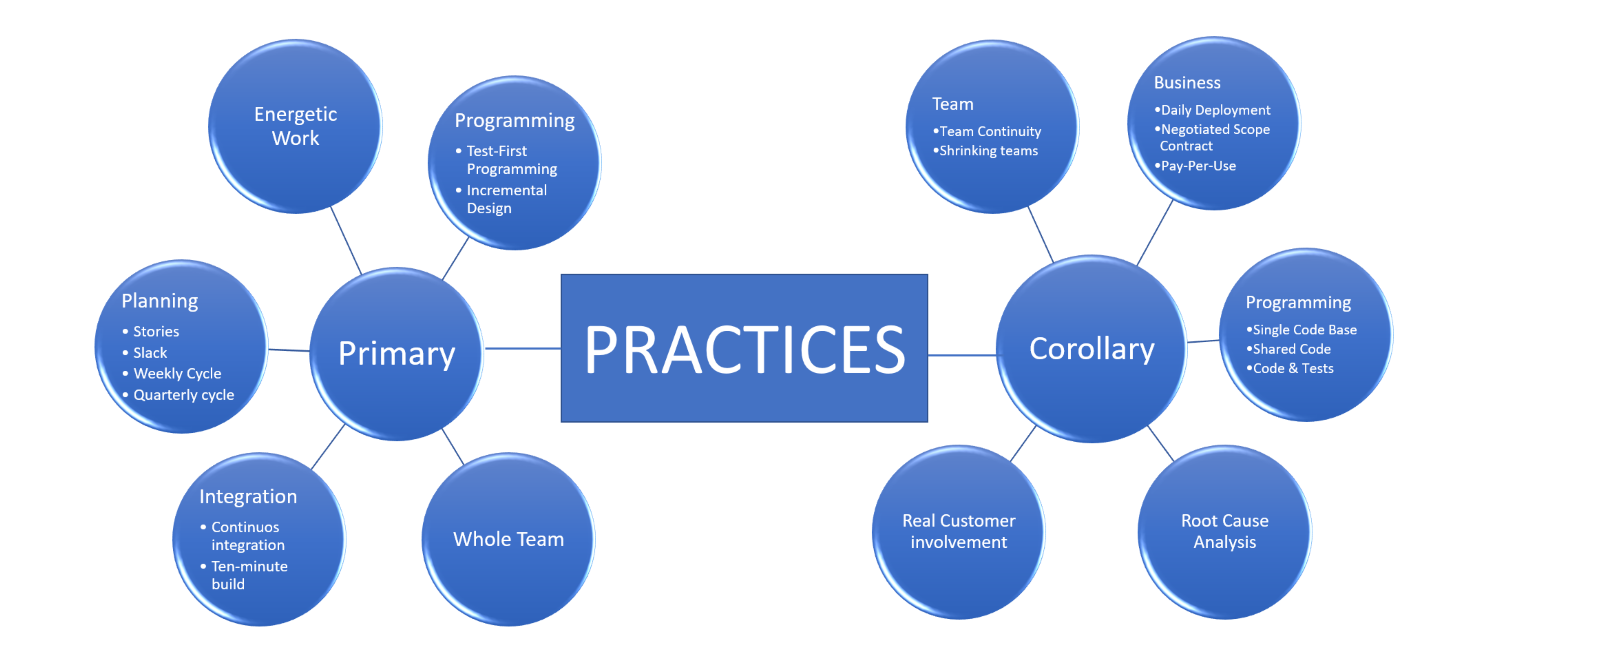 Energetic
Work
Programming
• Test-First
Programming
• Incremental
Design
Planning
• Stories
• Slack
• Weekly Cycle
• Quarterly cycle
Primary
Integration
• Continuos
integration
• Ten-minute
build
Whole Team
PRACTICES
Team
•Team Continuity
•Shrinking teams
Business
•Daily Deployment
•Negotiated Scope
Contract
•Pay-Per-Use
Corollary
Programming
•Single Code Base
•Shared Code
•Code & Tests
Real Customer
involvement
Root Cause
Analysis